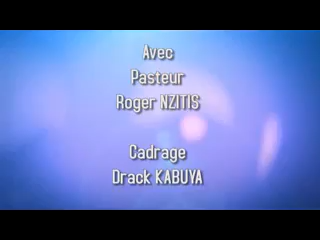 Avec
Pasteur
Roger NZITIS
Cadrage
Drack KABUYA